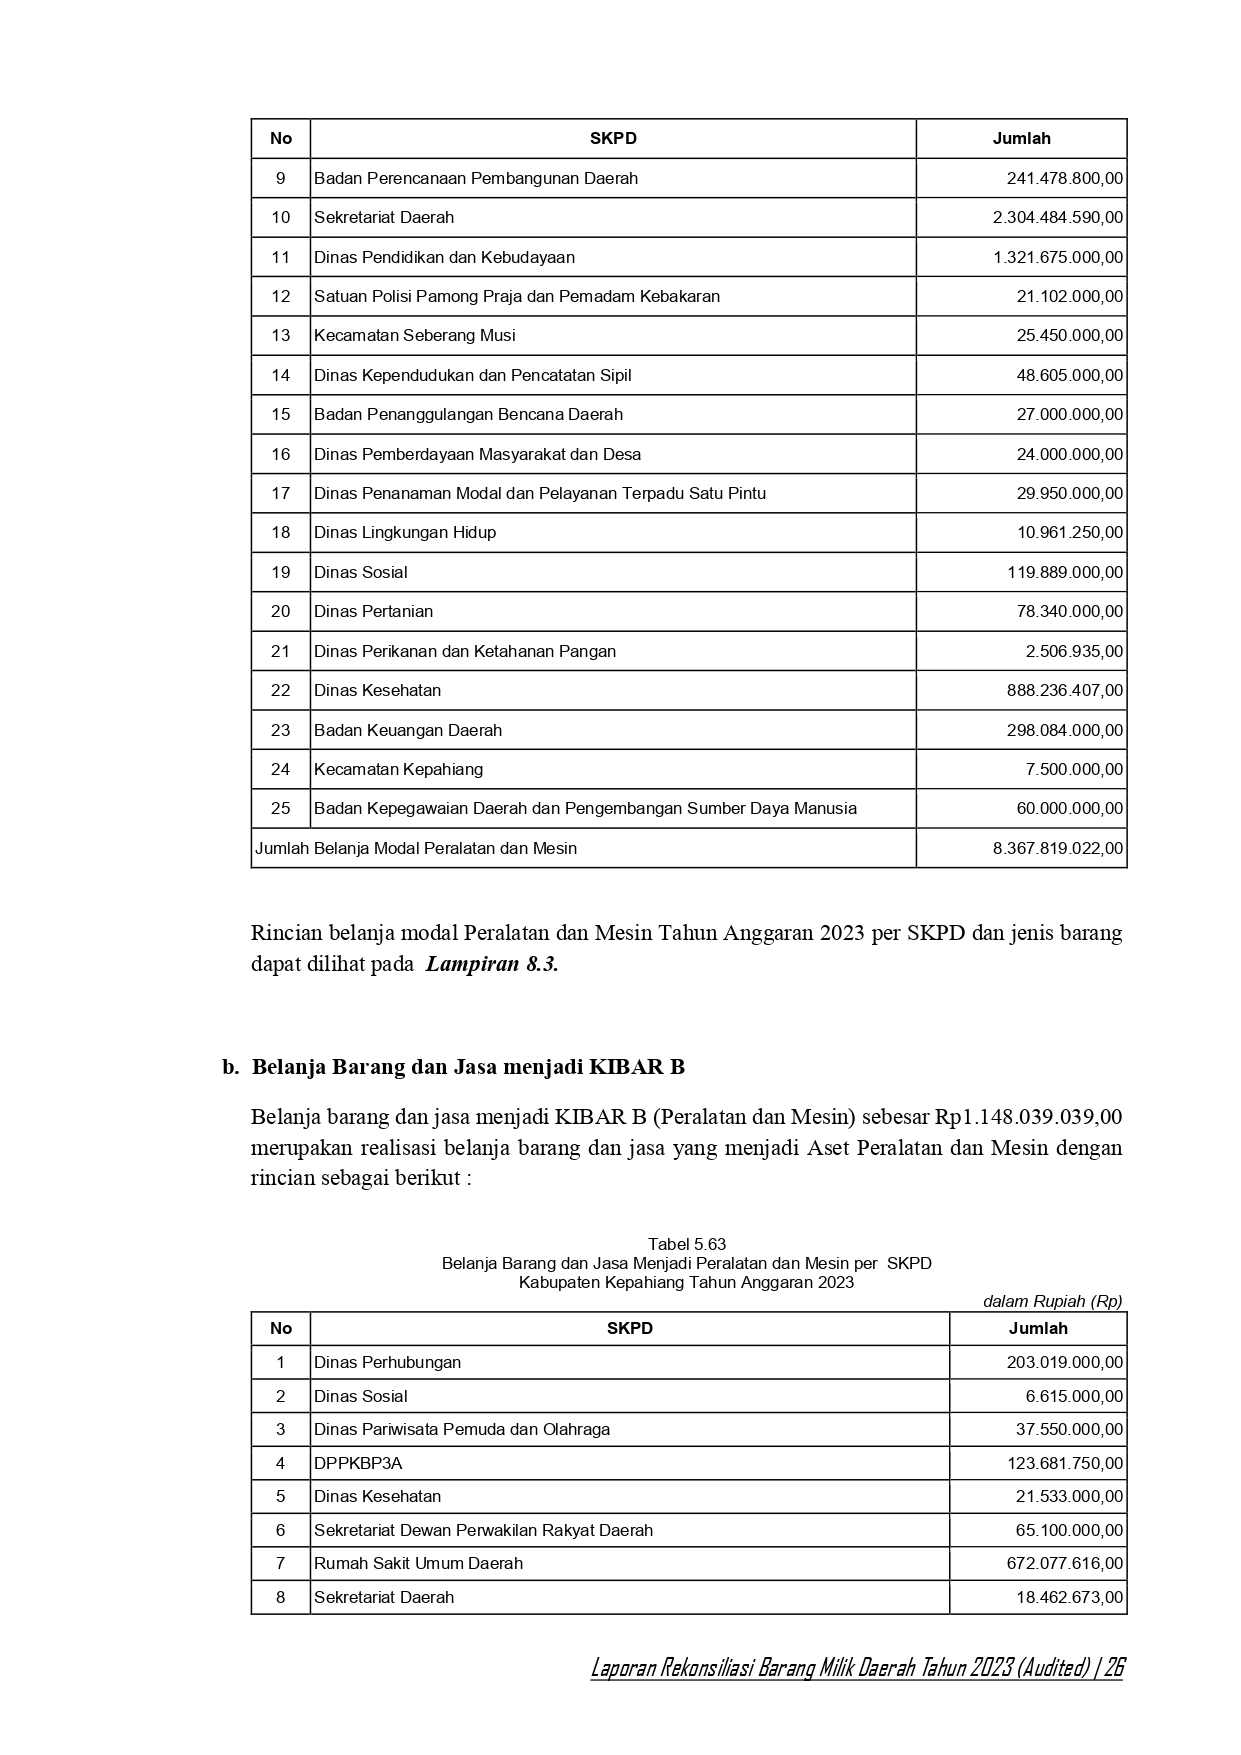 No SKPD Jumlah
9 Badan Perencanaan Pembangunan Daerah 241.478.800,00
10 Sekretariat Daerah 2.304.484.590,00
11 Dinas Pendidikan dan Kebudayaan 1.321.675.000,00
12 Satuan Polisi Pamong Praja dan Pemadam Kebakaran 21.102.000,00
13 Kecamatan Seberang Musi 25.450.000,00
14 Dinas Kependudukan dan Pencatatan Sipil 48.605.000,00
15 Badan Penanggulangan Bencana Daerah 27.000.000,00
16 Dinas Pemberdayaan Masyarakat dan Desa 24.000.000,00
17 Dinas Penanaman Modal dan Pelayanan Terpadu Satu Pintu 29.950.000,00
18 Dinas Lingkungan Hidup 10.961.250,00
19 Dinas Sosial 119.889.000,00
20 Dinas Pertanian 78.340.000,00
21 Dinas Perikanan dan Ketahanan Pangan 2.506.935,00
22 Dinas Kesehatan 888.236.407,00
23 Badan Keuangan Daerah 298.084.000,00
24 Kecamatan Kepahiang 7.500.000,00
25 Badan Kepegawaian Daerah dan Pengembangan Sumber Daya Manusia 60.000.000,00
Jumlah Belanja Modal Peralatan dan Mesin 8.367.819.022,00
Rincian belanja modal Peralatan dan Mesin Tahun Anggaran 2023 per SKPD dan jenis barang
dapat dilihat pada Lampiran 8.3.
b. Belanja Barang dan Jasa menjadi KIBAR B
Belanja barang dan jasa menjadi KIBAR B (Peralatan dan Mesin) sebesar Rp1.148.039.039,00
merupakan realisasi belanja barang dan jasa yang menjadi Aset Peralatan dan Mesin dengan
rincian sebagai berikut :
Tabel 5.63
Belanja Barang dan Jasa Menjadi Peralatan dan Mesin per SKPD
Kabupaten Kepahiang Tahun Anggaran 2023
dalam Rupiah (Rp)
No SKPD Jumlah
1 Dinas Perhubungan 203.019.000,00
2 Dinas Sosial 6.615.000,00
3 Dinas Pariwisata Pemuda dan Olahraga 37.550.000,00
4 DPPKBP3A 123.681.750,00
5 Dinas Kesehatan 21.533.000,00
6 Sekretariat Dewan Perwakilan Rakyat Daerah 65.100.000,00
7 Rumah Sakit Umum Daerah 672.077.616,00
8 Sekretariat Daerah 18.462.673,00
Laporan Rekonsiliasi Barang Milik Daerah Tahun 2023 (Audited) | 26